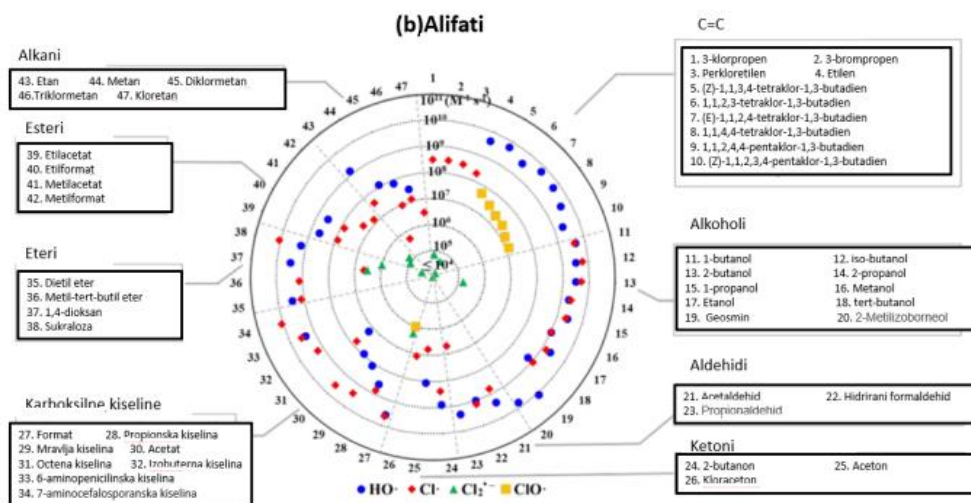 (b)Alifati
Alkani
43. Etan 44. Metan 45. Diklormetan
46.Triklormetan 47. Kloretan
Esteri
39. Etilacetat
40. Etilformat
41. Metilacetat
42. Metilformat
Eteri
35. Dietil eter
36. Metil-tert-butil eter
37. 1,4-dioksan
38. Sukraloza
Karboksilne kiseline
27. Format 28. Propionska kiselina
29. Mravlja kiselina 30. Acetat
31. Octena kiselina 32. Izobuterna kiselina
33. 6-aminopenicilinska kiselina
34. 7-aminocefalosporanska kiselina
C=C
1. 3-klorpropen 2. 3-brompropen
3. Perkloretilen 4. Etilen
5. (Z)-1,1,3,4-tetraklor-1,3-butadien
6. 1,1,2,3-tetraklor-1,3-butadien
7. (E)-1,1,2,4-tetraklor-1,3-butadien
8. 1,1,4,4-tetraklor-1,3-butadien
9. 1,1,2,4,4-pentaklor-1,3-butadien
10. (Z)-1,1,2,3,4-pentaklor-1,3-butadien
Alkoholi
11. 1-butanol 12. iso-butanol
13. 2-butanol 14. 2-propanol
15. 1-propanol 16. Metanol
17. Etanol 18. tert-butanol
19. Geosmin 20. 2-Metilizoborneol
Aldehidi
21. Acetaldehid 22. Hidrirani formaldehid
23. Propionaldehid
Ketoni
24. 2-butanon 25. Aceton
26. Kloraceton
1 2 3 4 5 6 7 8 9 10 11 12 13 14 15 16 17 18 19 20 21 22 23 24 25 26 27 28 29 30 31 32 33 34 35 36 37 38 39 40 41 42 43 44 45 46 47
10¹¹(M⁻¹ s⁻¹)
10¹⁰
10⁹
10⁸
10⁷
10⁶
10⁵
≤10⁴
HO· Cl· Cl₂·⁻ ClO·